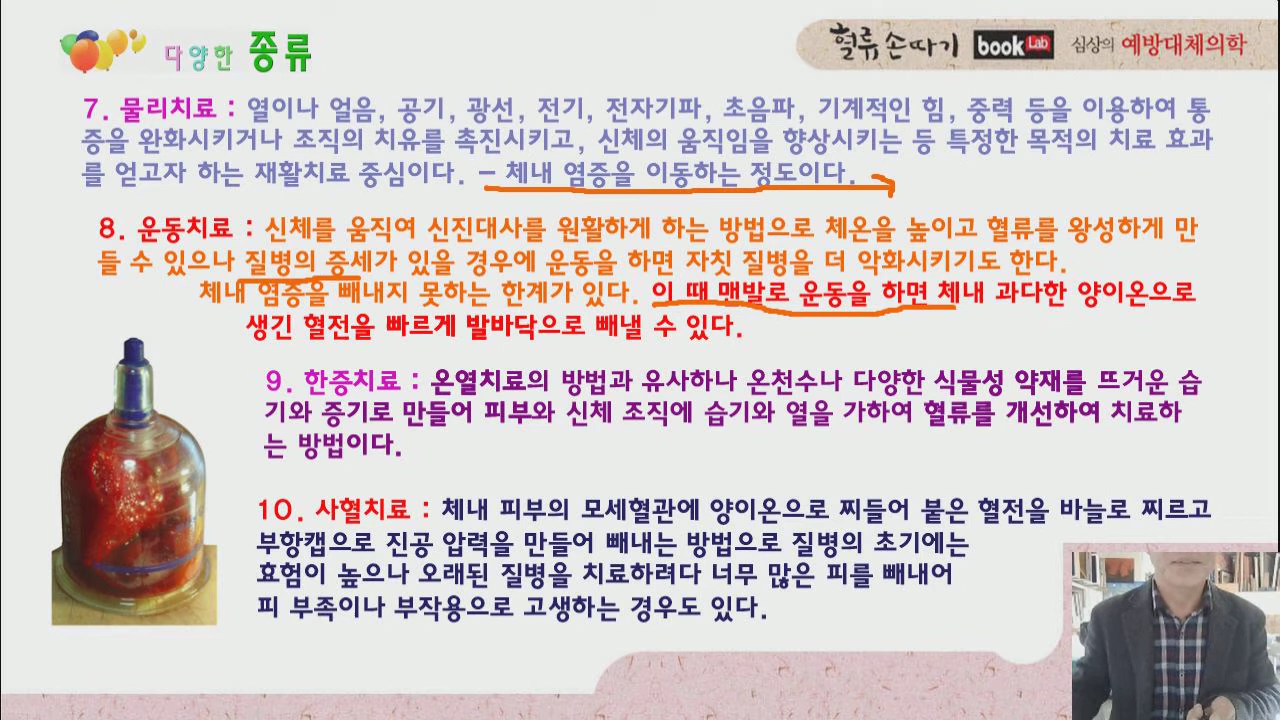 다양한 종류
혈류 손따기 book Lab 심상의 예방대체의학
7. 물리치료 : 열이나 얼음, 공기, 광선, 전기, 전자기파, 초음파, 기계적인 힘, 중력 등을 이용하여 통
증을 완화시키거나 조직의 치유를 촉진시키고, 신체의 움직임을 향상시키는 등 특정한 목적의 치료 효과
를 얻고자 하는 재활치료 중심이다. - 체내 염증을 이동하는 정도이다.
8. 운동치료 : 신체를 움직여 신진대사를 원활하게 하는 방법으로 체온을 높이고 혈류를 왕성하게 만
들 수 있으나 질병의 증세가 있을 경우에 운동을 하면 자칫 질병을 더 악화시키기도 한다.
체내 염증을 빼내지 못하는 한계가 있다. 이 때 맨발로 운동을 하면 체내 과다한 양이온으로
생긴 혈전을 빠르게 발바닥으로 빼낼 수 있다.
9. 한증치료 : 온열치료의 방법과 유사하나 온천수나 다양한 식물성 약재를 뜨거운 습
기와 증기로 만들어 피부와 신체 조직에 습기와 열을 가하여 혈류를 개선하여 치료하
는 방법이다.
10. 사혈치료 : 체내 피부의 모세혈관에 양이온으로 찌들어 붙은 혈전을 바늘로 찌르고
부항캡으로 진공 압력을 만들어 빼내는 방법으로 질병의 초기에는
효험이 높으나 오래된 질병을 치료하려다 너무 많은 피를 빼내어
피 부족이나 부작용으로 고생하는 경우도 있다.